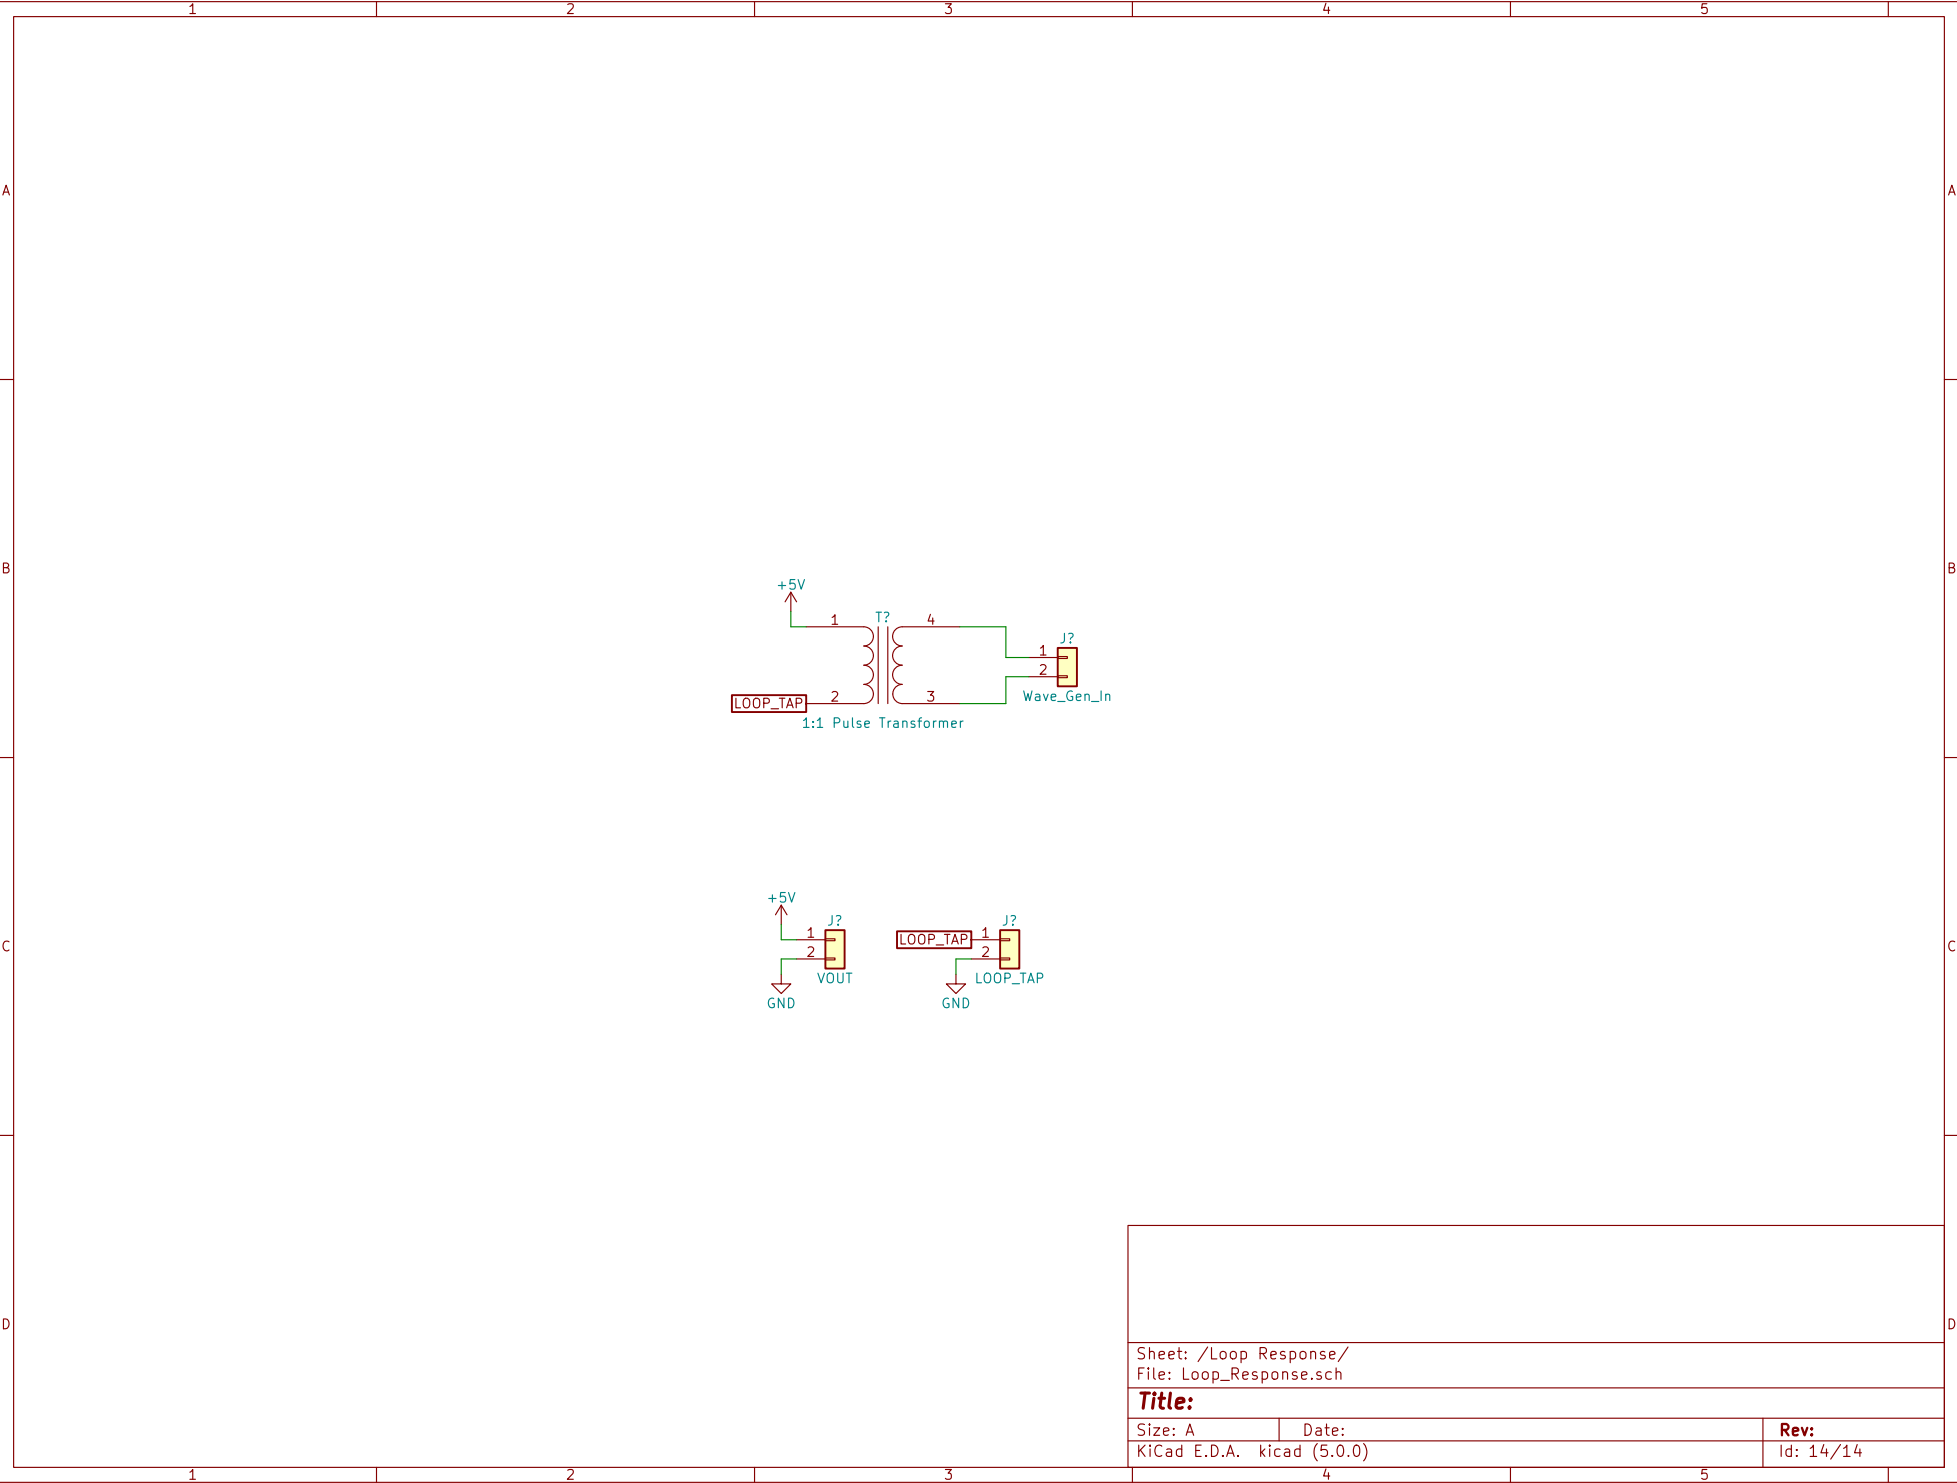 1 2 3 4 5
A A
B B
+5V
1 T? 4
J?
1
2
LOOP_TAP 2 3 Wave_Gen_In
1:1 Pulse Transformer
+5V
J? J?
C 1 LOOP_TAP 1 C
2 2
VOUT LOOP_TAP
GND GND
D D
Sheet: /Loop Response/
File: Loop_Response.sch
Title:
Size: A Date: Rev:
KiCad E.D.A. kicad (5.0.0) Id: 14/14
1 2 3 4 5